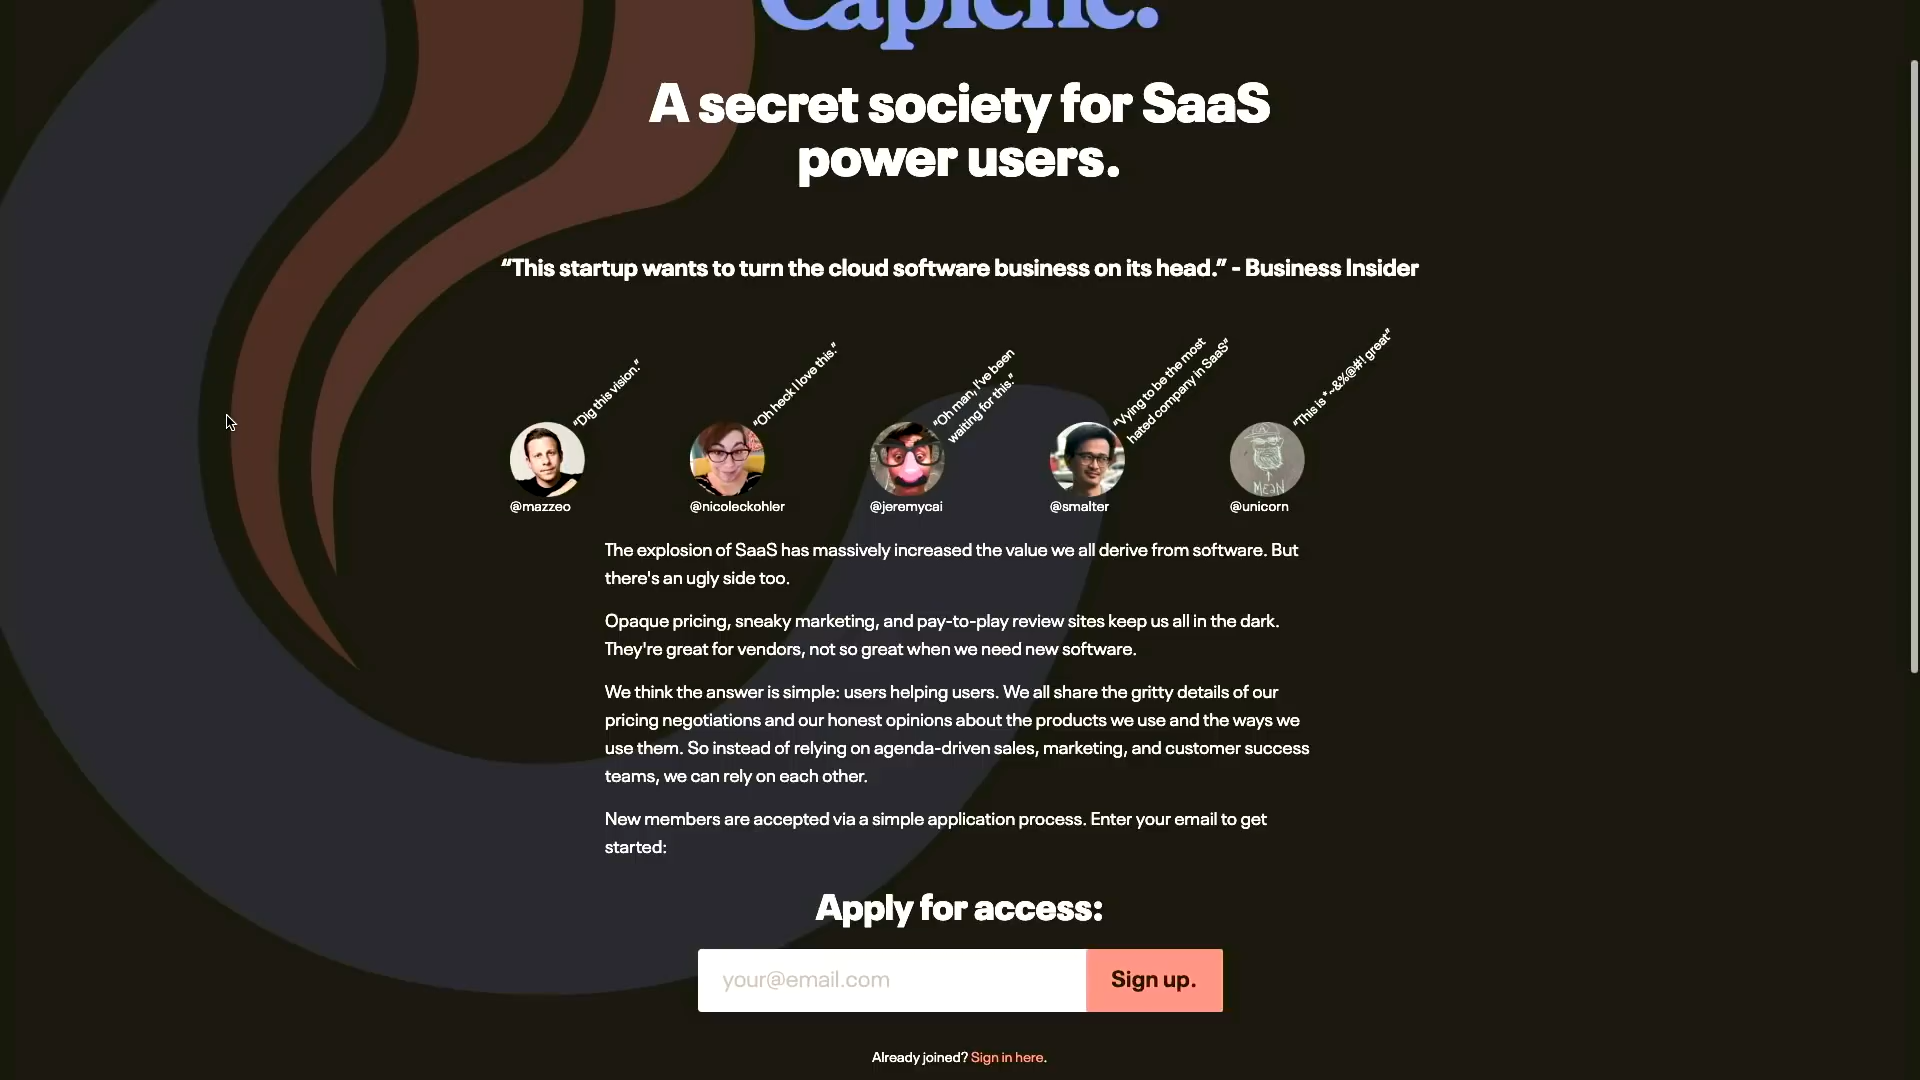 Capiche.
A secret society for SaaS
power users.
“This startup wants to turn the cloud software business on its head.” - Business Insider
"Dig this vision."
"Oh heck I love this."
"Oh man, I've been
waiting for this."
"Vying to be the most
hated company in SaaS"
"This is *~&%@#! great"
@mazzeo
@nicoleckohler
@jeremycai
@smalter
MEAN
@unicorn
The explosion of SaaS has massively increased the value we all derive from software. But
there's an ugly side too.
Opaque pricing, sneaky marketing, and pay-to-play review sites keep us all in the dark.
They're great for vendors, not so great when we need new software.
We think the answer is simple: users helping users. We all share the gritty details of our
pricing negotiations and our honest opinions about the products we use and the ways we
use them. So instead of relying on agenda-driven sales, marketing, and customer success
teams, we can rely on each other.
New members are accepted via a simple application process. Enter your email to get
started:
Apply for access:
your@email.com
Sign up.
Already joined? Sign in here.